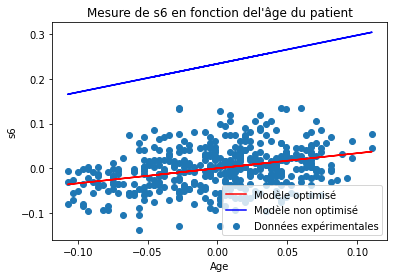 Mesure de s6 en fonction del'âge du patient
s6
0.3
0.2
0.1
0.0
−0.1
Modèle optimisé
Modèle non optimisé
Données expérimentales
−0.10
−0.05
0.00
0.05
0.10
Age